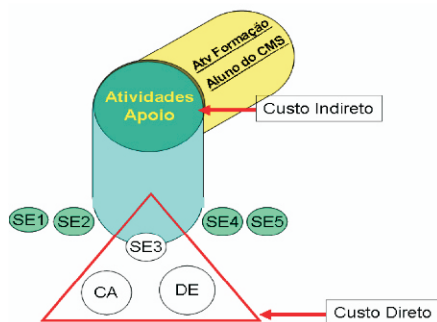 Atv Formação
Aluno do CMS
Atividades
Apoio
Custo Indireto
SE1
SE2
SE3
SE4
SE5
CA
DE
Custo Direto